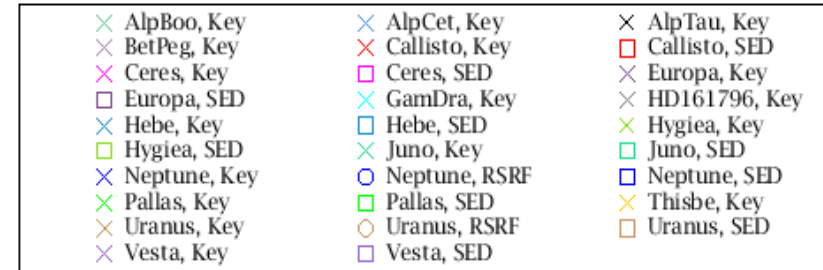 AlpBoo, Key AlpCet, Key AlpTau, Key
BetPeg, Key Callisto, Key Callisto, SED
Ceres, Key Ceres, SED Europa, Key
Europa, SED GamDra, Key HD161796, Key
Hebe, Key Hebe, SED Hygiea, Key
Hygiea, SED Juno, Key Juno, SED
Neptune, Key Neptune, RSRF Neptune, SED
Pallas, Key Pallas, SED Thisbe, Key
Uranus, Key Uranus, RSRF Uranus, SED
Vesta, Key Vesta, SED